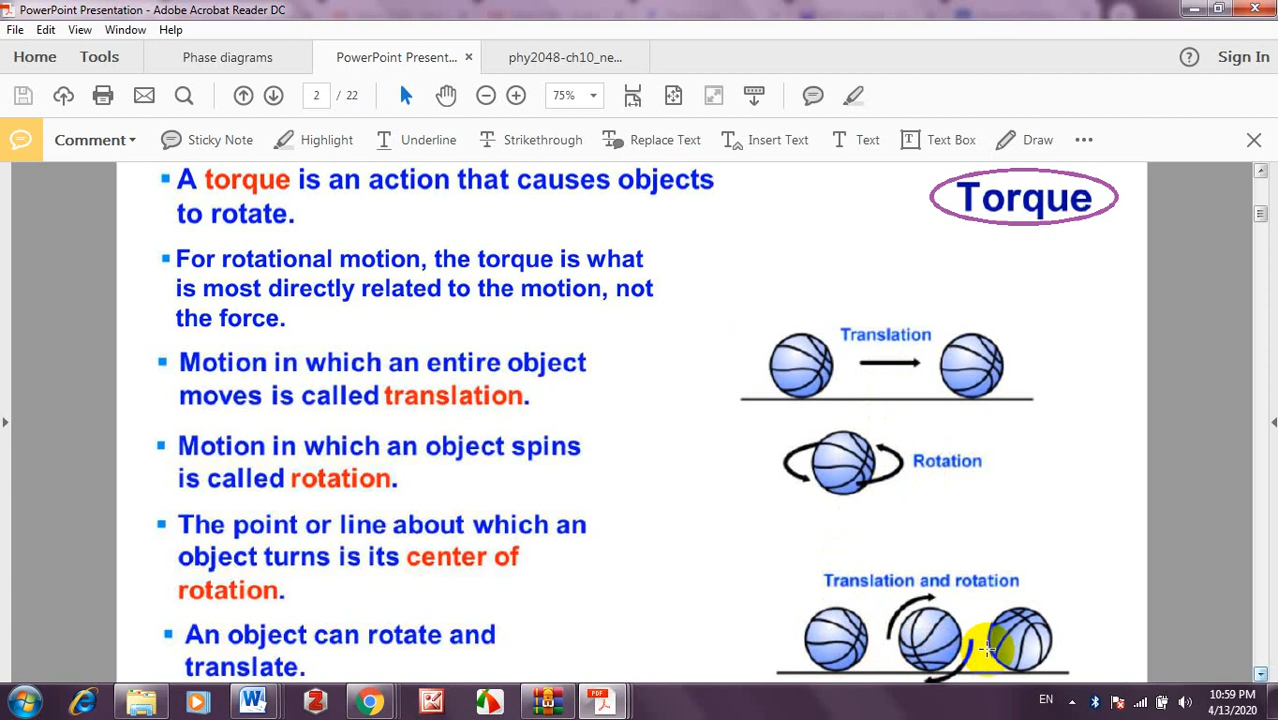 PowerPoint Presentation - Adobe Acrobat Reader DC
File Edit View Window Help
Home Tools Phase diagrams PowerPoint Present... × phy2048-ch10_ne... Sign In
2 / 22 75%
Comment Sticky Note Highlight Underline Strikethrough Replace Text Insert Text Text Text Box Draw
A torque is an action that causes objects
to rotate.
Torque
For rotational motion, the torque is what
is most directly related to the motion, not
the force.
Translation
Motion in which an entire object
moves is called translation.
Motion in which an object spins
is called rotation.
Rotation
The point or line about which an
object turns is its center of
rotation.
Translation and rotation
An object can rotate and
translate.
EN
10:59 PM
4/13/2020